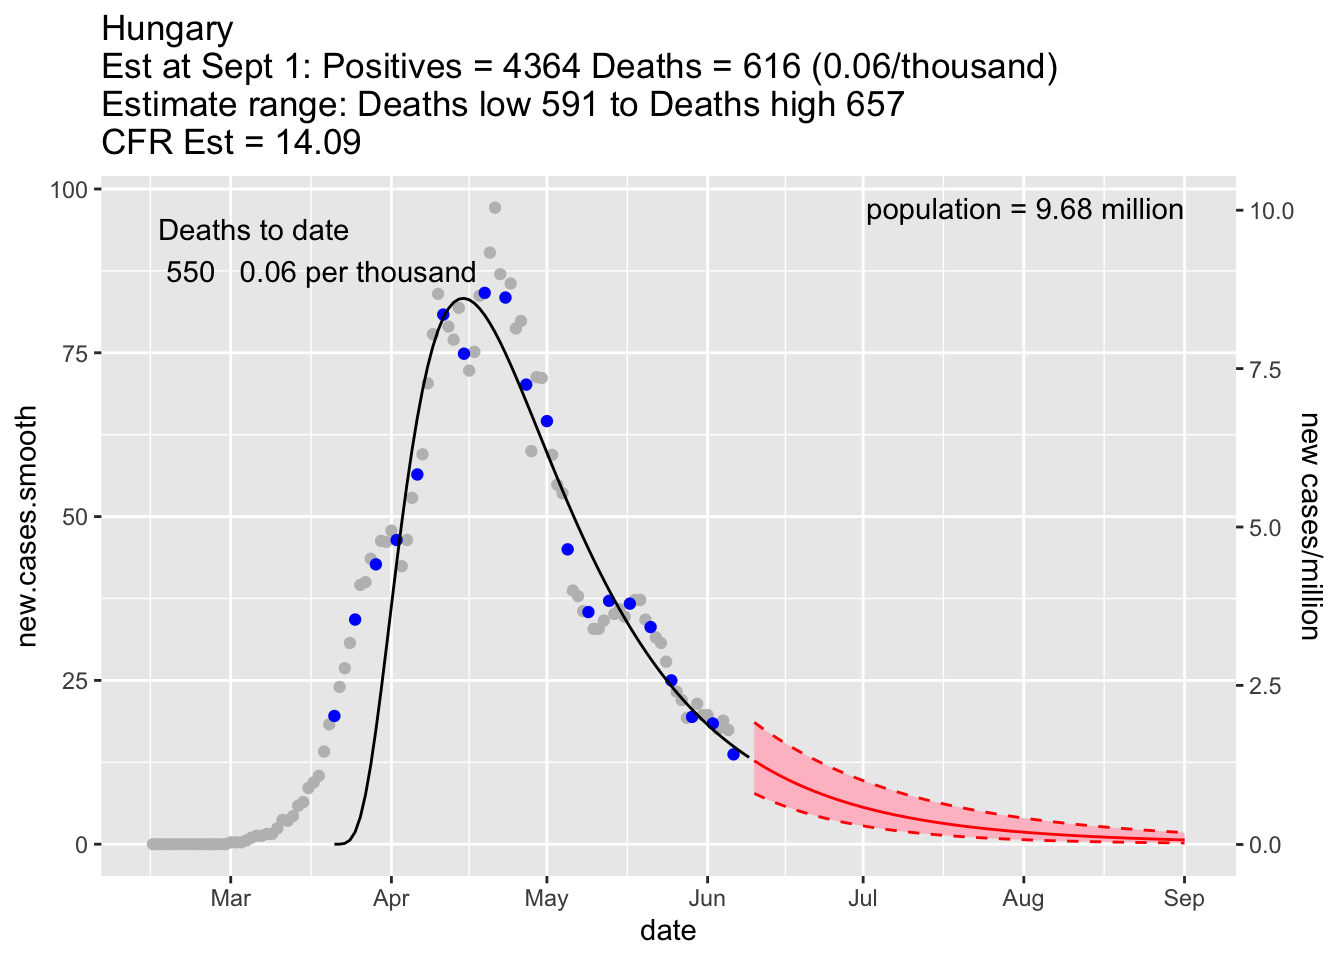 Hungary
Est at Sept 1: Positives = 4364 Deaths = 616 (0.06/thousand)
Estimate range: Deaths low 591 to Deaths high 657
CFR Est = 14.09
Deaths to date
550 0.06 per thousand
population = 9.68 million
100
75
50
25
0
new.cases.smooth
10.0
7.5
5.0
2.5
0.0
new cases/million
Mar Apr May Jun Jul Aug Sep
date